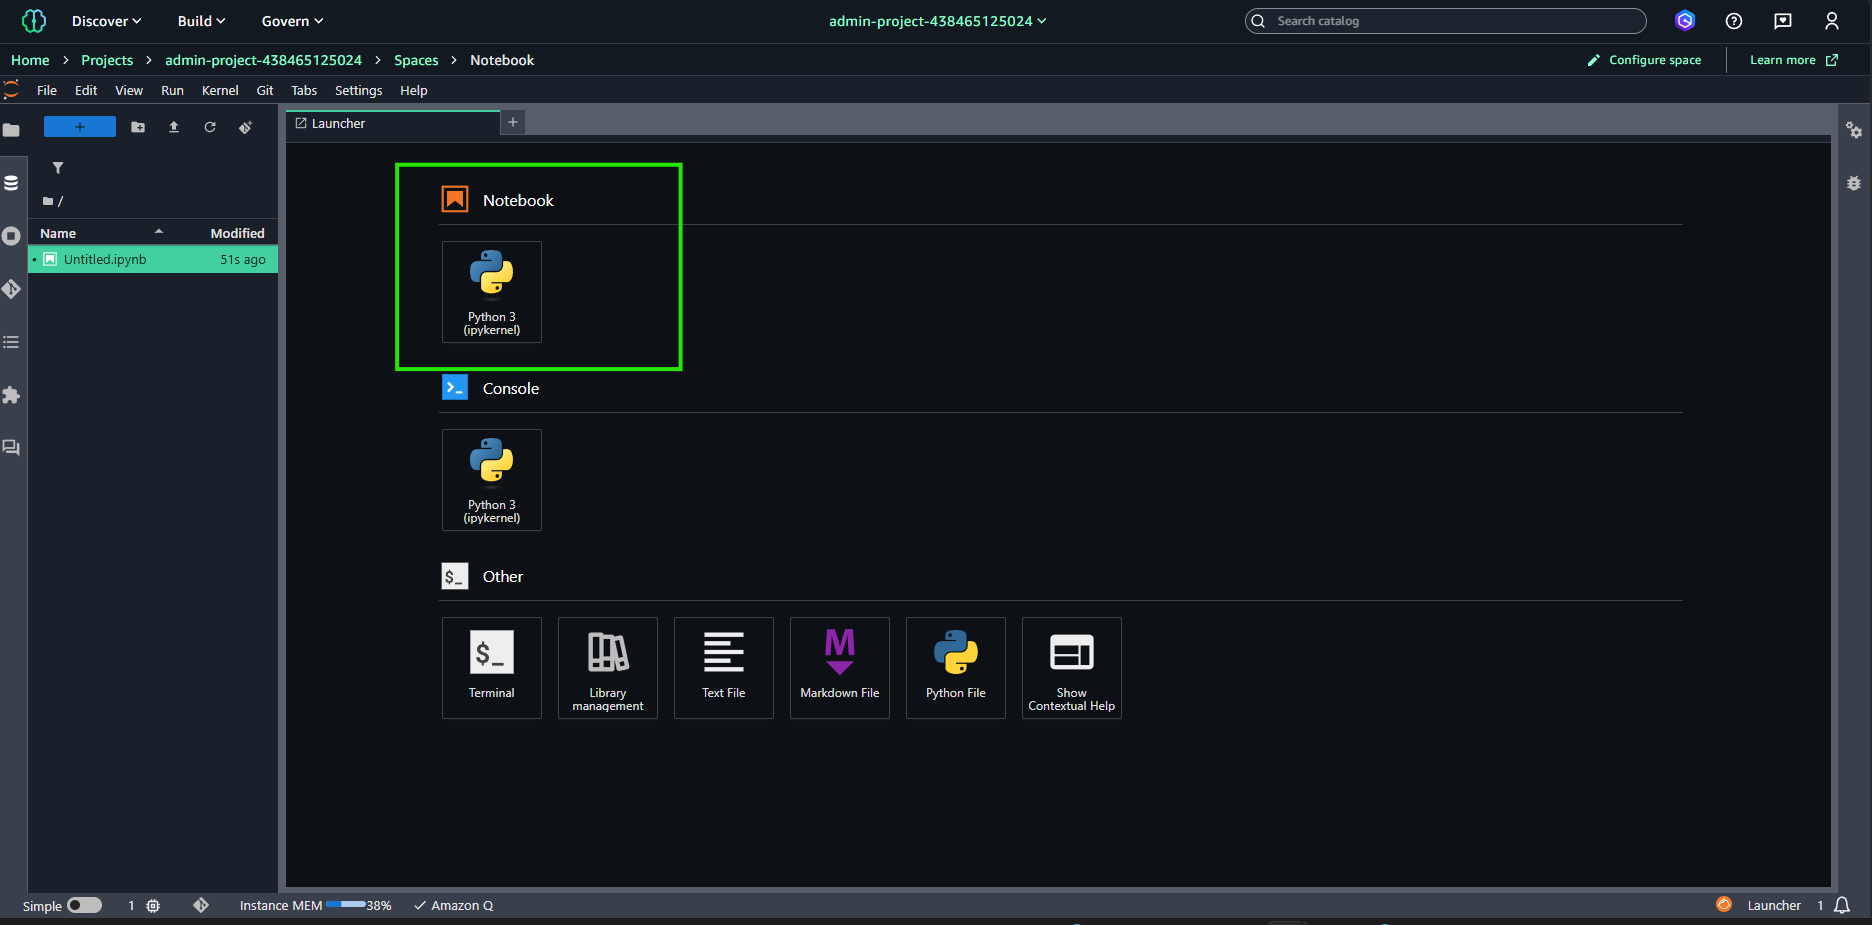 Discover Build Govern admin-project-438465125024 Search catalog
Home Projects admin-project-438465125024 Spaces Notebook Configure space Learn more
File Edit View Run Kernel Git Tabs Settings Help
Launcher
/
Name Modified
Untitled.ipynb 51s ago
Notebook
Python 3
(ipykernel)
Console
Python 3
(ipykernel)
Other
$_
Terminal
Library
management
Text File
M
Markdown File
Python File
Show
Contextual Help
Simple 1 Instance MEM 38% Amazon Q Launcher 1